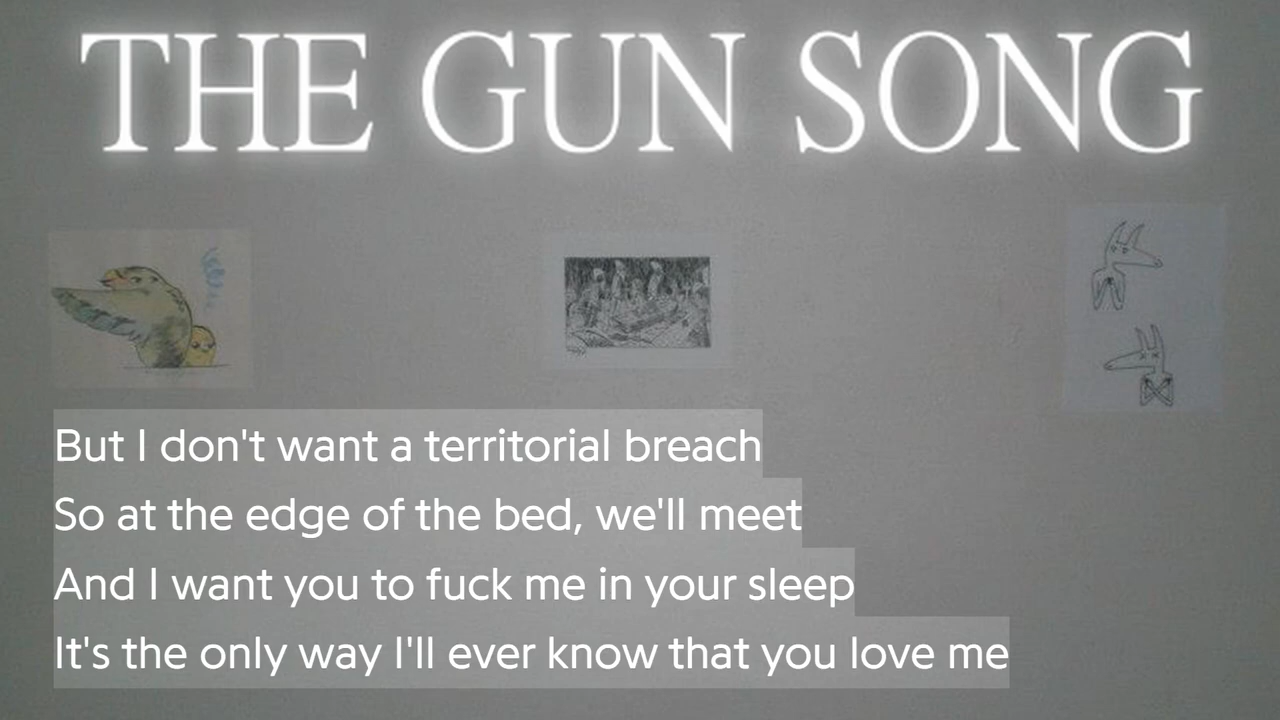 THE GUN SONG
But I don't want a territorial breach
So at the edge of the bed, we'll meet
And I want you to fuck me in your sleep
It's the only way I'll ever know that you love me